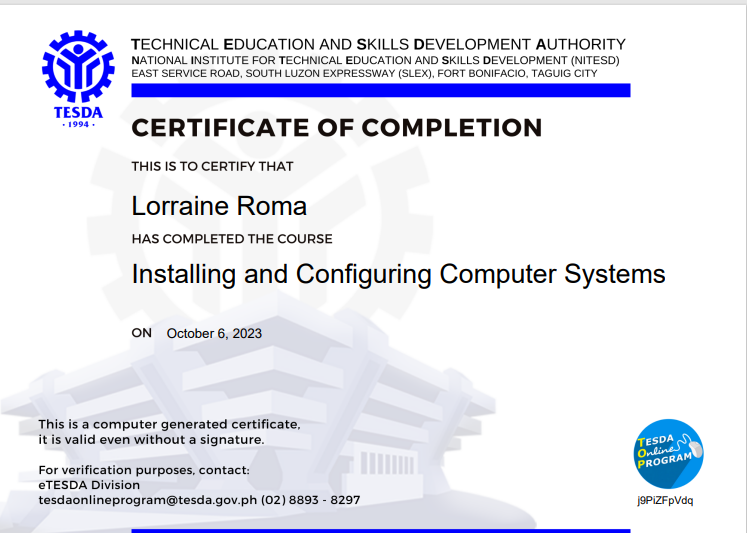 TECHNICAL EDUCATION AND SKILLS DEVELOPMENT AUTHORITY
NATIONAL INSTITUTE FOR TECHNICAL EDUCATION AND SKILLS DEVELOPMENT (NITESD)
EAST SERVICE ROAD, SOUTH LUZON EXPRESSWAY (SLEX), FORT BONIFACIO, TAGUIG CITY
TESDA
· 1994 ·
CERTIFICATE OF COMPLETION
THIS IS TO CERTIFY THAT
Lorraine Roma
HAS COMPLETED THE COURSE
Installing and Configuring Computer Systems
ON October 6, 2023
This is a computer generated certificate,
it is valid even without a signature.
For verification purposes, contact:
eTESDA Division
tesdaonlineprogram@tesda.gov.ph (02) 8893 - 8297
TESDA
Online
PROGRAM
j9PiZFpVdq